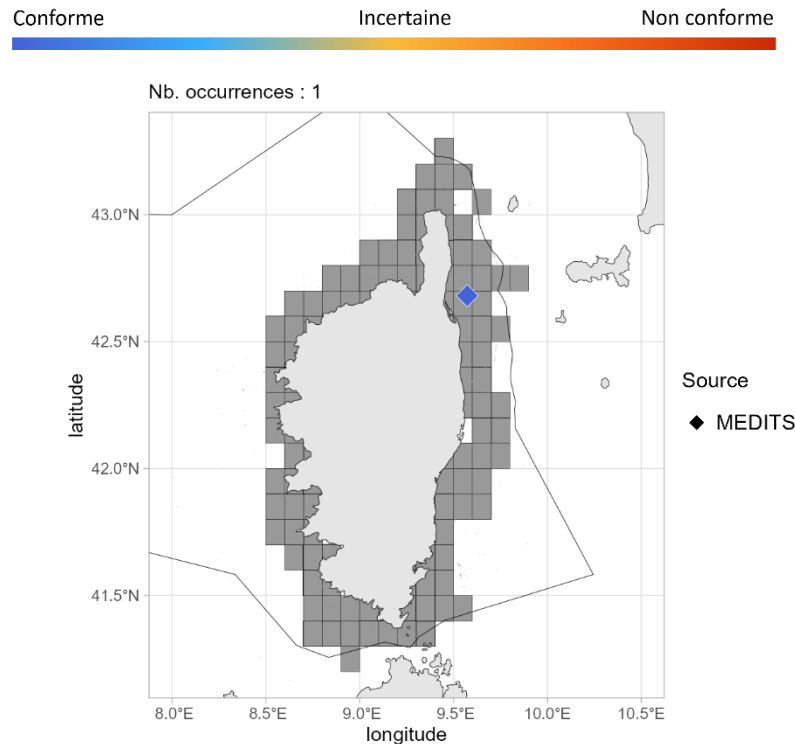 Conforme Incertaine Non conforme
Nb. occurrences : 1
43.0°N
42.5°N
42.0°N
41.5°N
latitude
8.0°E 8.5°E 9.0°E 9.5°E 10.0°E 10.5°E
longitude
Source
MEDITS